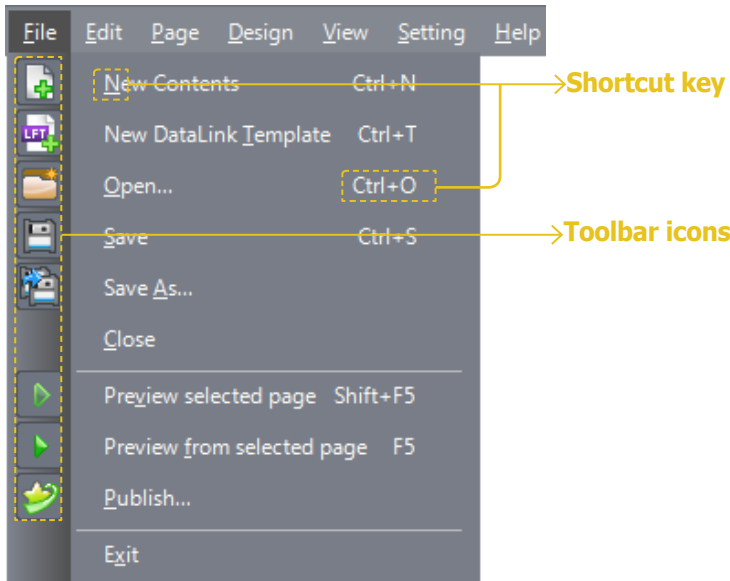 File Edit Page Design View Setting Help
New Contents Ctrl+N
Shortcut key
LFT
New DataLink Template Ctrl+T
Open... Ctrl+O
Save Ctrl+S
Toolbar icons
Save As...
Close
Preview selected page Shift+F5
Preview from selected page F5
Publish...
Exit